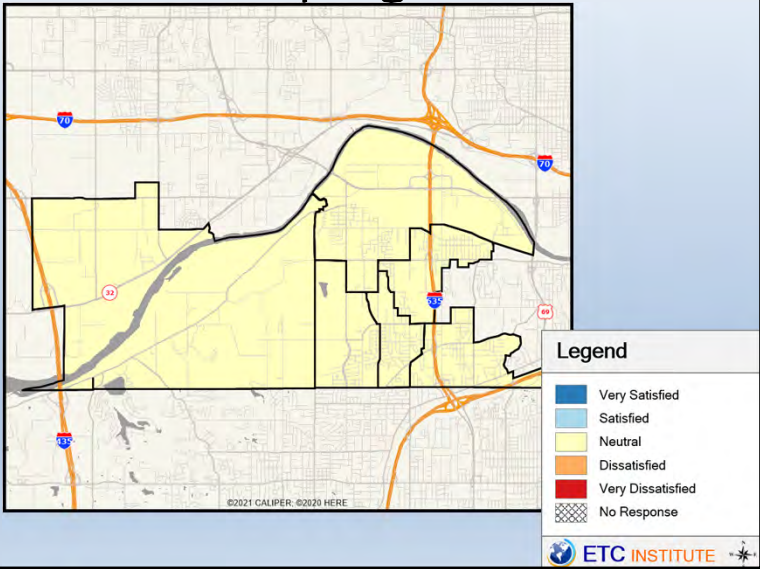 70
70
32
635
69
435
©2021 CALIPER; ©2020 HERE
Legend
Very Satisfied
Satisfied
Neutral
Dissatisfied
Very Dissatisfied
No Response
ETC INSTITUTE